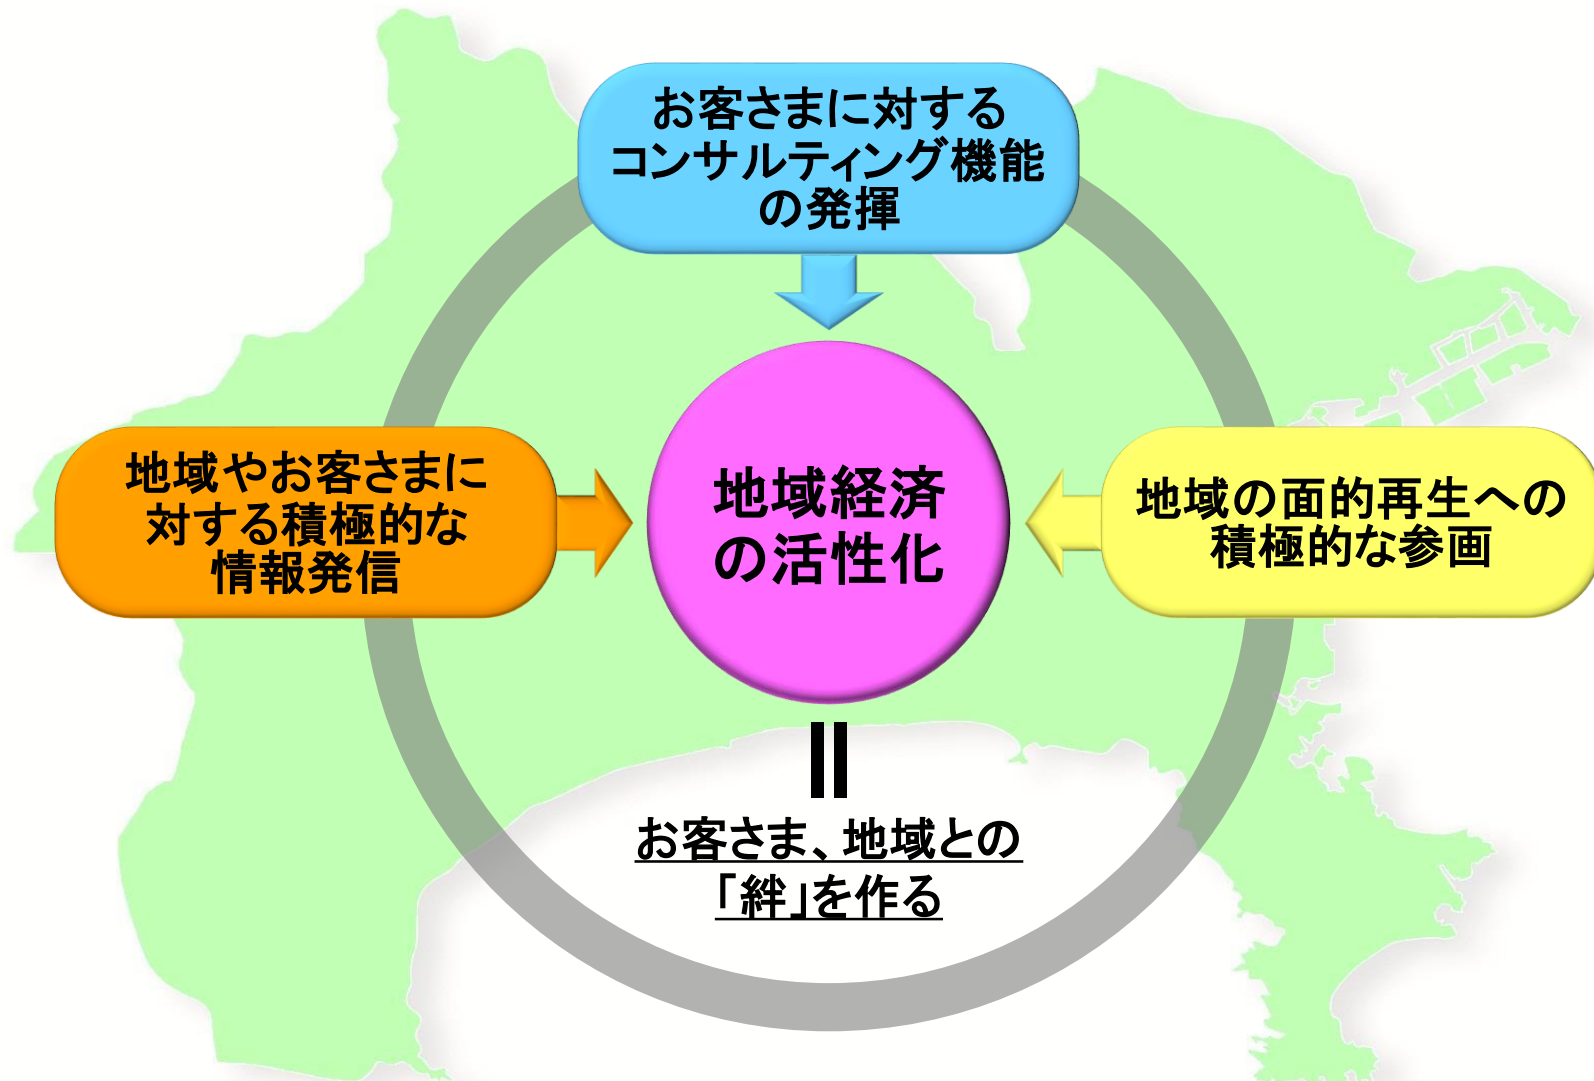 お客さまに対する
コンサルティング機能
の発揮
地域やお客さまに
対する積極的な
情報発信
地域経済
の活性化
地域の面的再生への
積極的な参画
お客さま、地域との
「絆」を作る